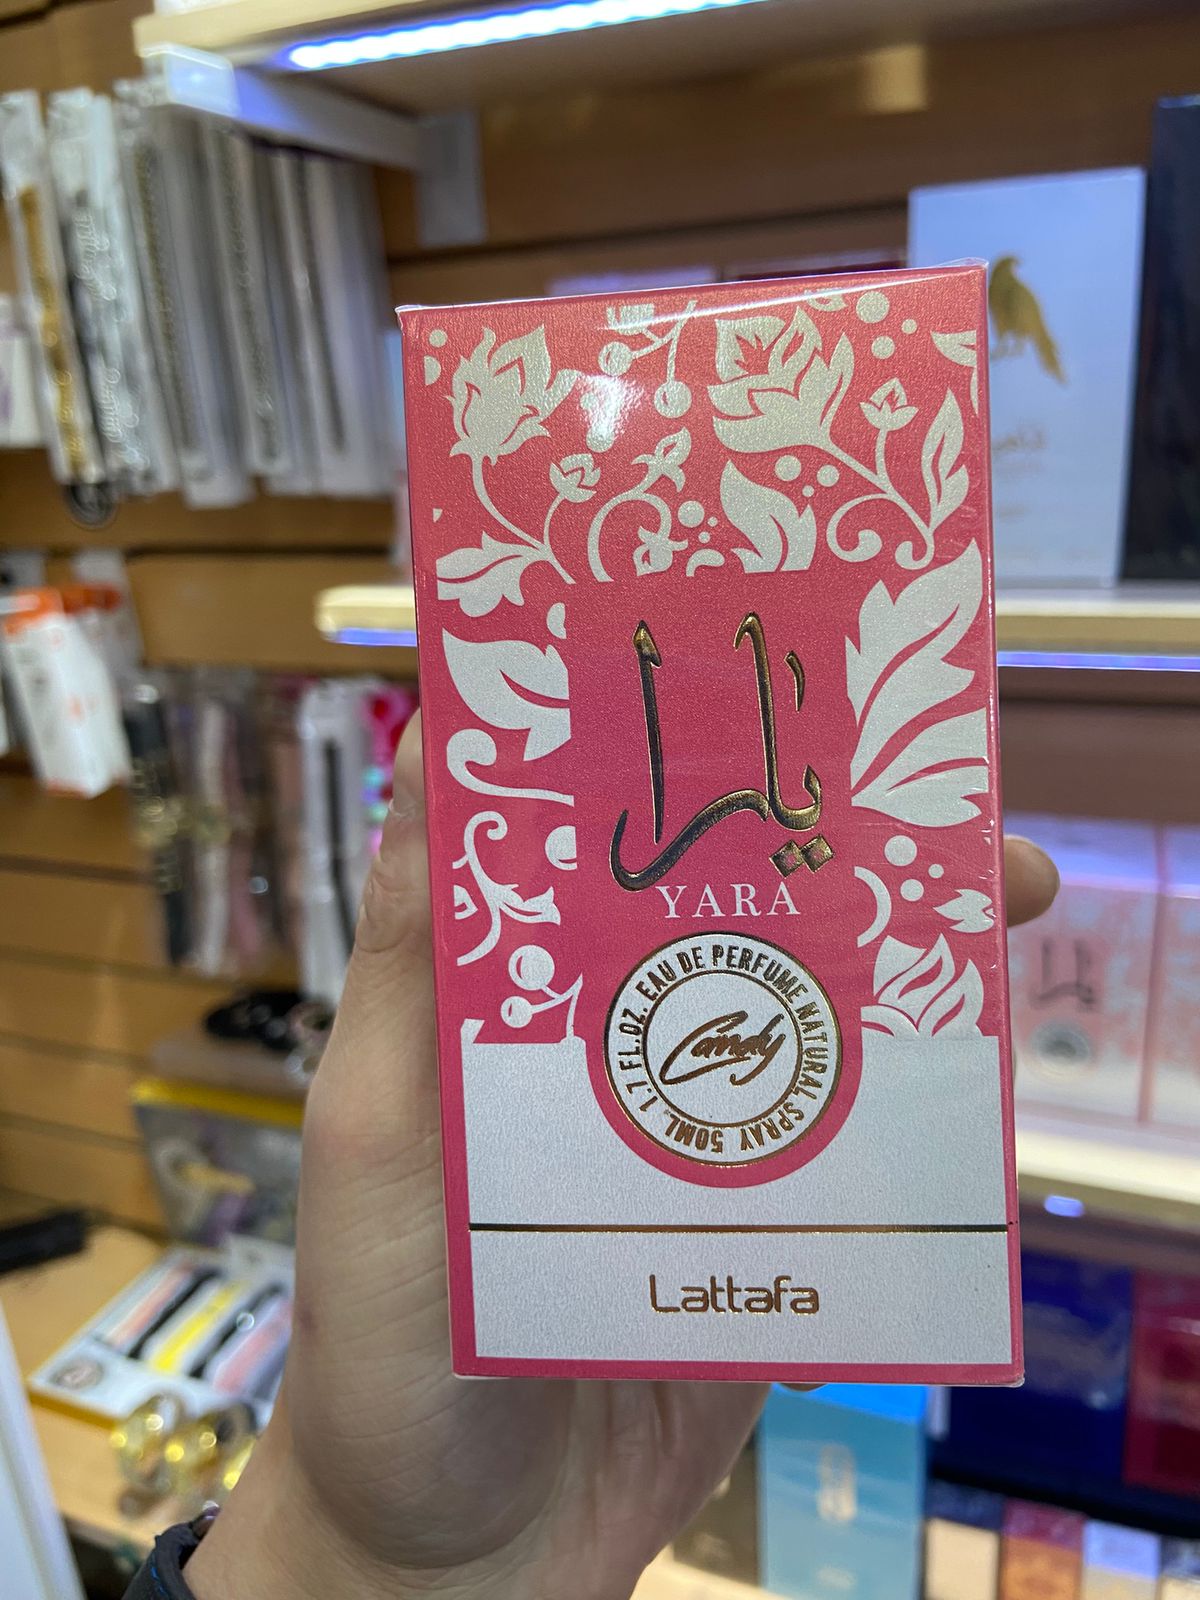 يارا
YARA
1.7 FL.OZ. EAU DE PERFUME NATURAL SPRAY 50ML.
Candy
Lattafa